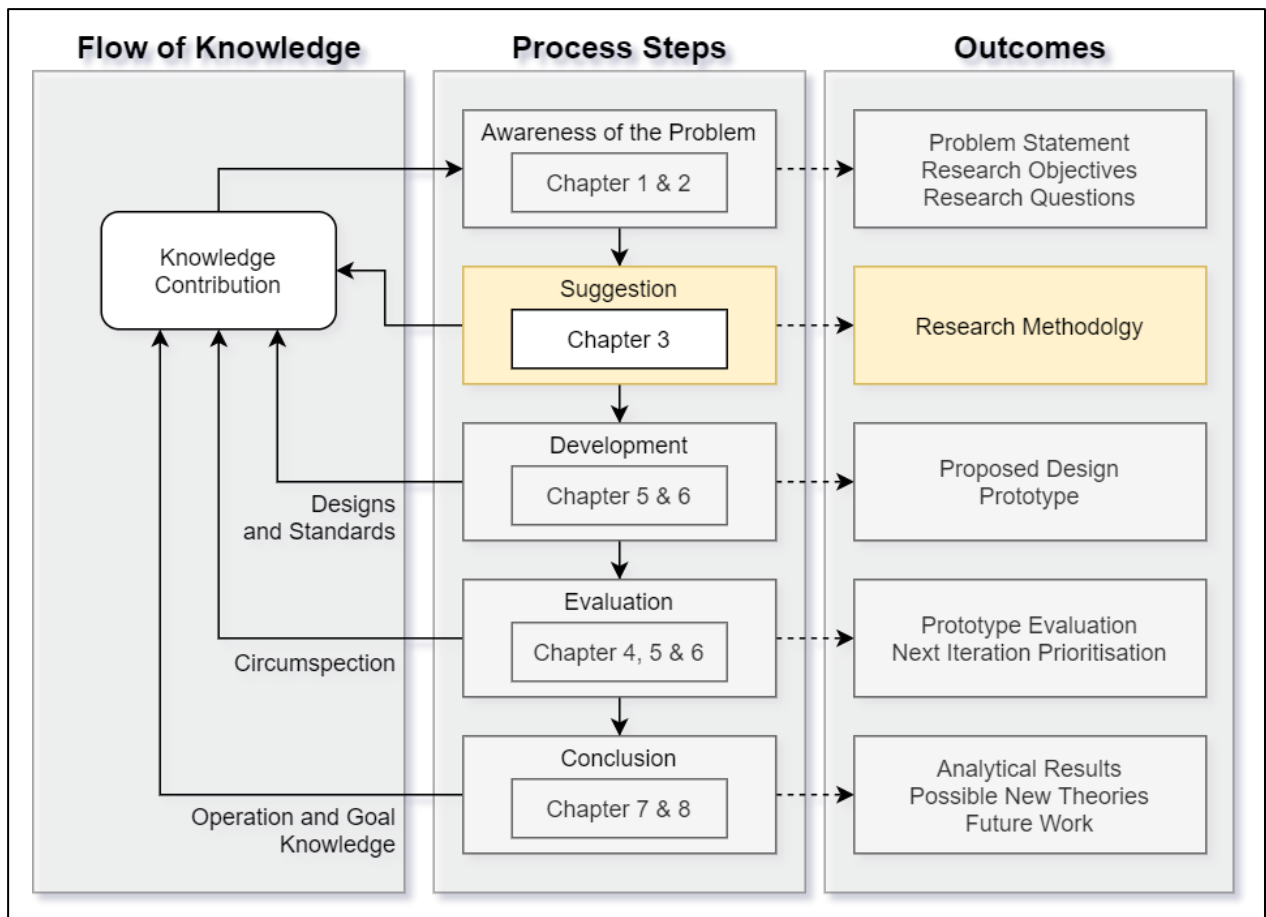 Flow of Knowledge
Process Steps
Outcomes
Awareness of the Problem
Chapter 1 & 2
Problem Statement
Research Objectives
Research Questions
Knowledge
Contribution
Suggestion
Chapter 3
Research Methodolgy
Development
Chapter 5 & 6
Proposed Design
Prototype
Designs
and Standards
Evaluation
Chapter 4, 5 & 6
Prototype Evaluation
Next Iteration Prioritisation
Circumspection
Conclusion
Chapter 7 & 8
Analytical Results
Possible New Theories
Future Work
Operation and Goal
Knowledge